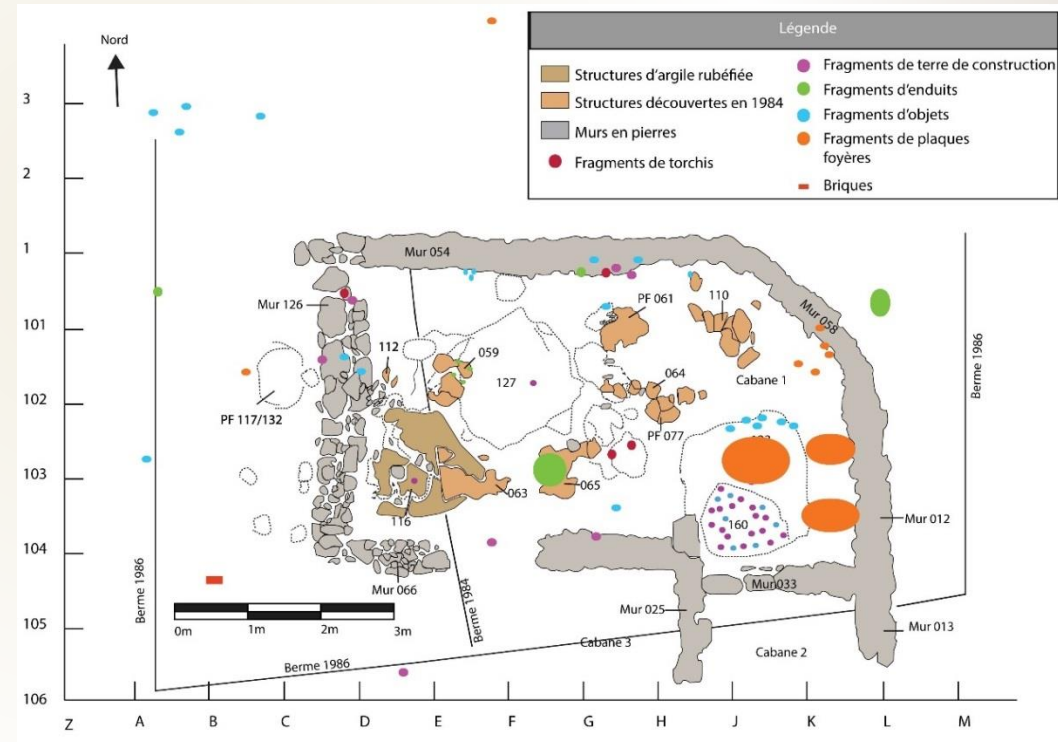 Nord
Légende
Structures d'argile rubéfiée
Structures découvertes en 1984
Murs en pierres
Fragments de torchis
Fragments de terre de construction
Fragments d'enduits
Fragments d'objets
Fragments de plaques
foyères
Briques
3
2
1
101
102
103
104
105
106
Z
A
B
C
D
E
F
G
H
J
K
L
M
Mur 054
Mur 126
PF 061
110
Mur 058
112
059
127
064
Cabane 1
PF 117/132
PF 077
Berme 1986
063
065
116
160
Mur 012
Mur 066
Mur 033
Mur 025
Mur 013
Berme 1986
Berme 1984
0m
1m
2m
3m
Cabane 3
Cabane 2
Berme 1986